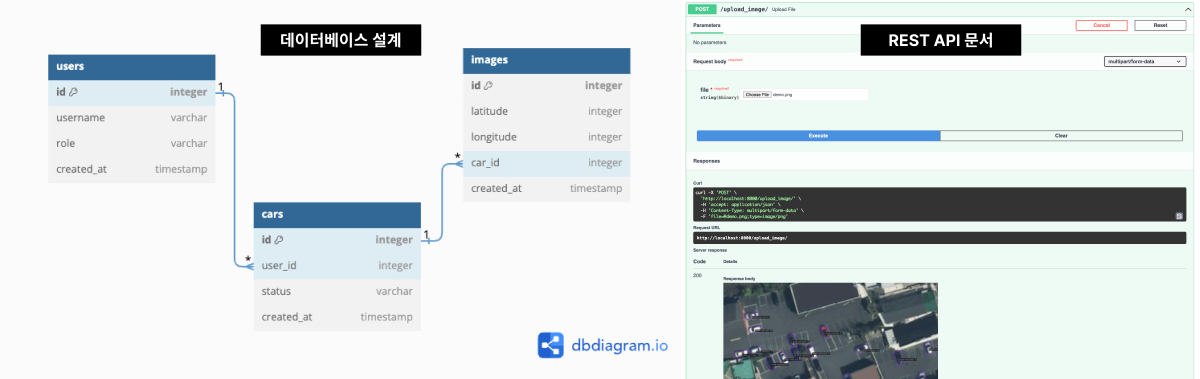 데이터베이스 설계
users
id integer
username varchar
role varchar
created_at timestamp
1
*
cars
id integer
user_id integer
status varchar
created_at timestamp
1
*
images
id integer
latitude integer
longitude integer
car_id integer
created_at timestamp
dbdiagram.io
REST API 문서
POST /upload_image/ Upload File
Parameters
Cancel
Reset
No parameters
Request body required
multipart/form-data
file * required
string($binary)
Choose File demo.png
Execute
Clear
Responses
Curl
curl -X 'POST' \
'http://localhost:8000/upload_image/' \
-H 'accept: application/json' \
-H 'Content-Type: multipart/form-data' \
-F 'file=@demo.png;type=image/png'
Request URL
http://localhost:8000/upload_image/
Server response
Code Details
200
Response body